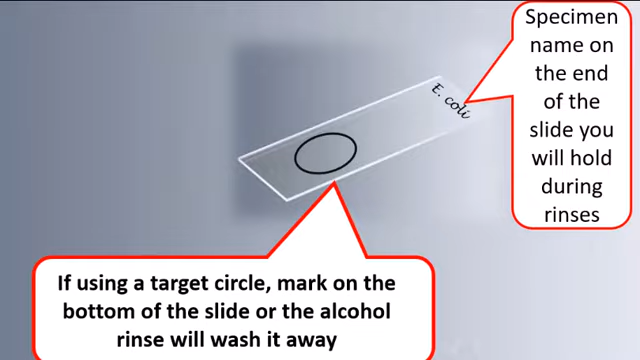 Specimen
name on
the end
of the
slide you
will hold
during
rinses
E. coli
If using a target circle, mark on the
bottom of the slide or the alcohol
rinse will wash it away